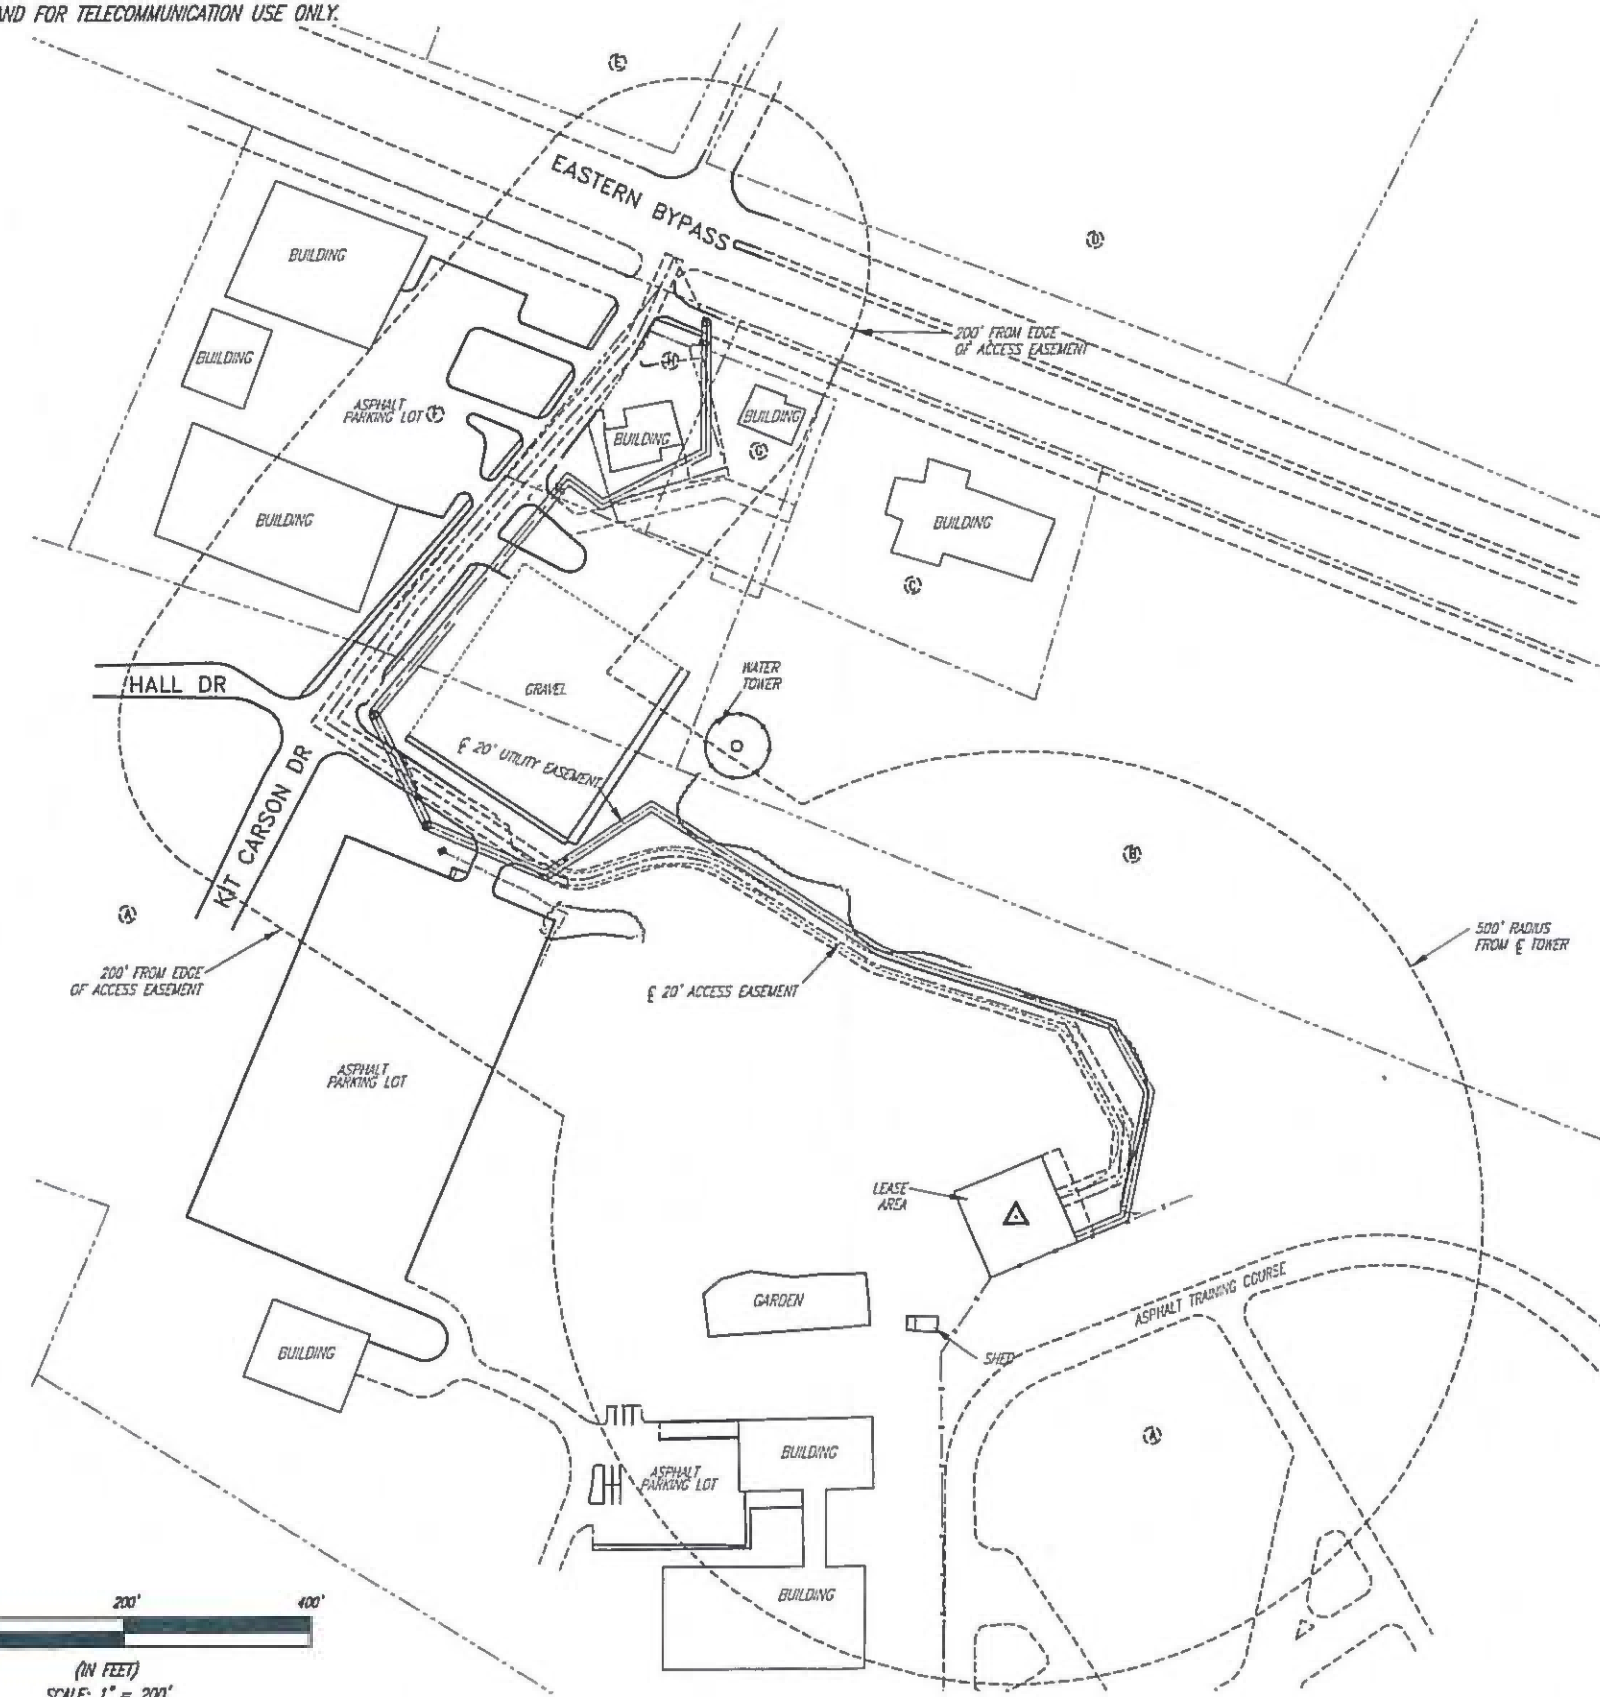 AND FOR TELECOMMUNICATION USE ONLY.
E
EASTERN BYPASS
D
BUILDING
200' FROM EDGE
OF ACCESS EASEMENT
BUILDING
H
ASPHALT
PARKING LOT
F
BUILDING
BUILDING
G
BUILDING
BUILDING
C
HALL DR
GRAVEL
WATER
TOWER
℄ 20' UTILITY EASEMENT
KIT CARSON DR
B
A
500' RADIUS
FROM ℄ TOWER
200' FROM EDGE
OF ACCESS EASEMENT
℄ 20' ACCESS EASEMENT
ASPHALT
PARKING LOT
LEASE
AREA
GARDEN
ASPHALT TRAINING COURSE
BUILDING
SHED
A
BUILDING
ASPHALT
PARKING LOT
BUILDING
200'
400'
(IN FEET)
SCALE: 1" = 200'